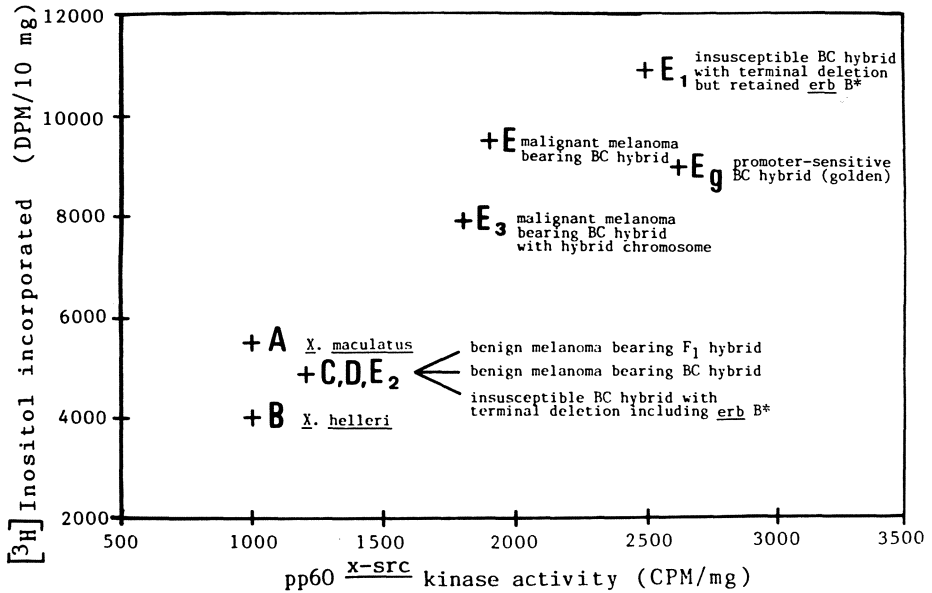 12000
10000
8000
6000
4000
2000
[³H] Inositol incorporated (DPM/10 mg)
+ E₁ insusceptible BC hybrid
with terminal deletion
but retained erb B*
+ E malignant melanoma
bearing BC hybrid
+ Eg promoter-sensitive
BC hybrid (golden)
+ E₃ malignant melanoma
bearing BC hybrid
with hybrid chromosome
+ A X. maculatus
+ C,D,E₂
benign melanoma bearing F₁ hybrid
benign melanoma bearing BC hybrid
insusceptible BC hybrid with
terminal deletion including erb B*
+ B X. helleri
500 1000 1500 2000 2500 3000 3500
pp60 x-src kinase activity (CPM/mg)